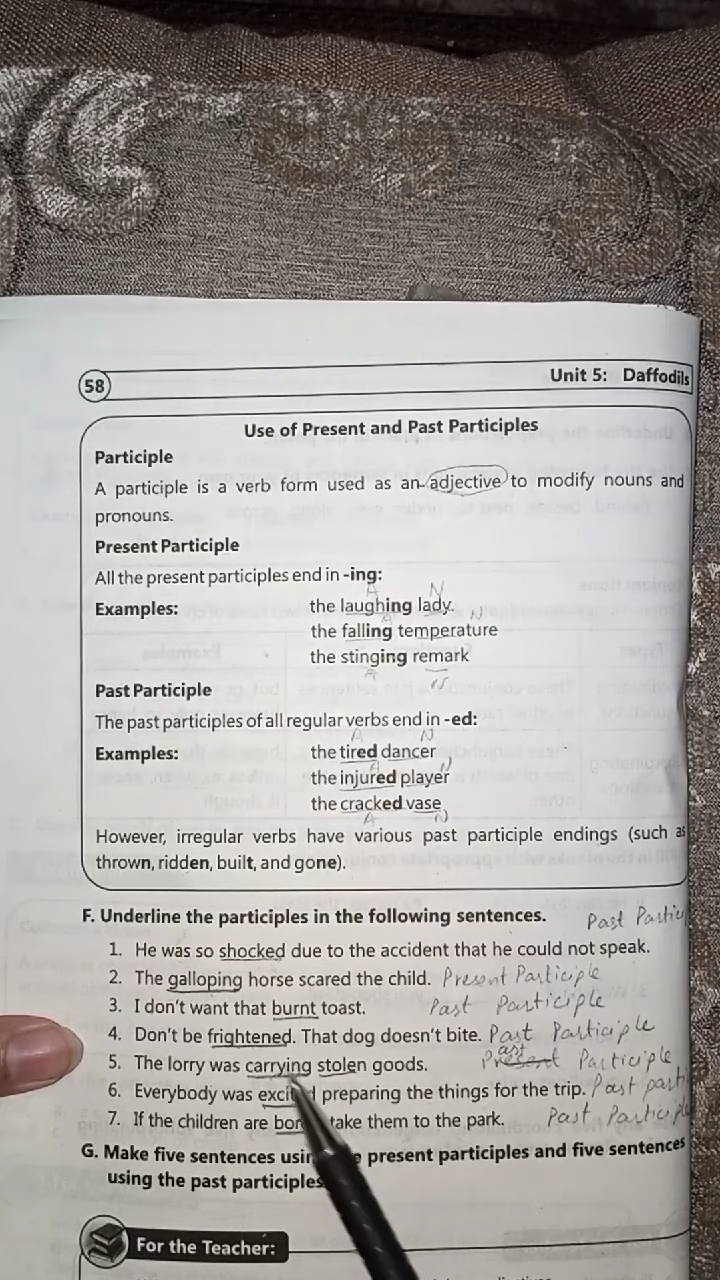 58
Unit 5: Daffodils
Use of Present and Past Participles
Participle
A participle is a verb form used as an adjective to modify nouns and
pronouns.
Present Participle
All the present participles end in -ing:
A N
Examples: the laughing lady.
A N
the falling temperature
the stinging remark
A N
Past Participle
The past participles of all regular verbs end in -ed:
A N
Examples: the tired dancer
A N
the injured player
the cracked vase
A N
However, irregular verbs have various past participle endings (such as
thrown, ridden, built, and gone).
F. Underline the participles in the following sentences. Past
1. He was so shocked due to the accident that he could not speak.
2. The galloping horse scared the child. Present Participle
3. I don't want that burnt toast. Past Participle
4. Don't be frightened. That dog doesn't bite. Past Participle
5. The lorry was carrying stolen goods. Past Participle
6. Everybody was preparing the things for the trip. Past
7. If the children are take them to the park. Past Participle
G. Make five sentences present participles and five sentences
using the past participles
For the Teacher: